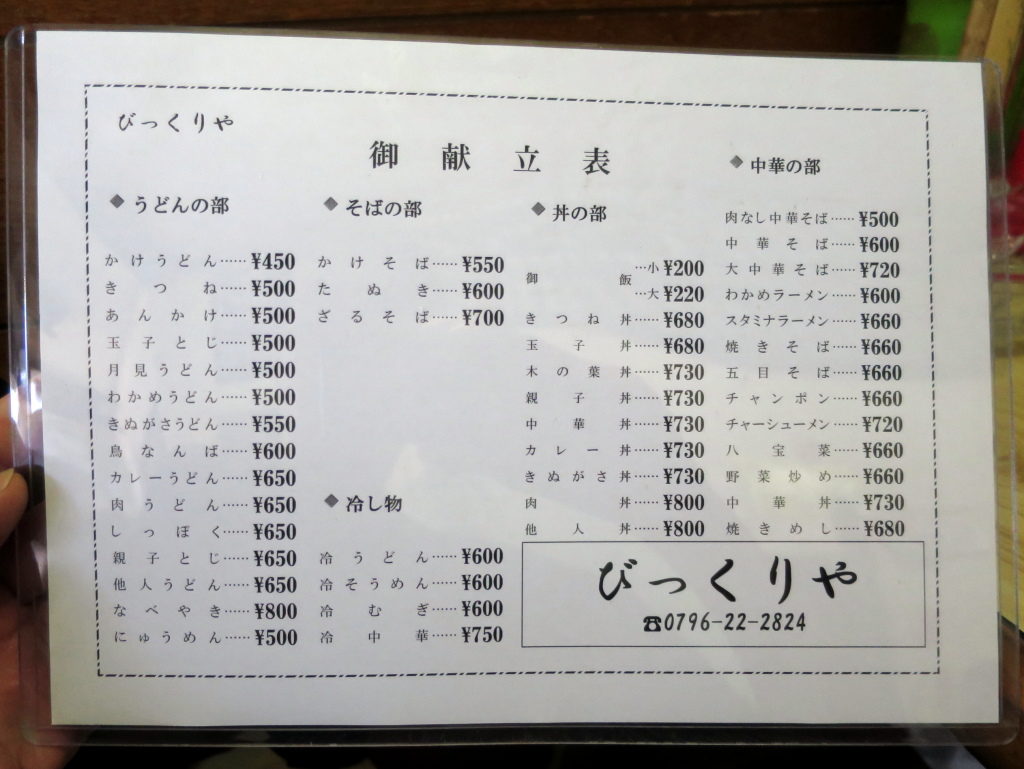 びっくりや
御献立表
◆うどんの部
かけうどん……¥450
きつね……¥500
あんかけ……¥500
玉子とじ……¥500
月見うどん……¥500
わかめうどん……¥500
きぬがさうどん……¥550
鳥なんば……¥600
カレーうどん……¥650
肉うどん……¥650
しっぽく……¥650
親子とじ……¥650
他人うどん……¥650
なべやき……¥800
にゅうめん……¥500
◆そばの部
かけそば……¥550
たぬき……¥600
ざるそば……¥700
◆冷し物
冷うどん……¥600
冷そうめん……¥600
冷むぎ……¥600
冷中華……¥750
◆丼の部
御飯…小¥200
…大¥220
きつね丼……¥680
玉子丼……¥680
木の葉丼……¥730
親子丼……¥730
中華丼……¥730
カレー丼……¥730
きぬがさ丼……¥730
肉丼……¥800
他人丼……¥800
◆中華の部
肉なし中華そば……¥500
中華そば……¥600
大中華そば……¥720
わかめラーメン……¥600
スタミナラーメン……¥660
焼きそば……¥660
五目そば……¥660
チャンポン……¥660
チャーシューメン……¥720
八宝菜……¥660
野菜炒め……¥660
中華丼……¥730
焼きめし……¥680
びっくりや
☎0796-22-2824